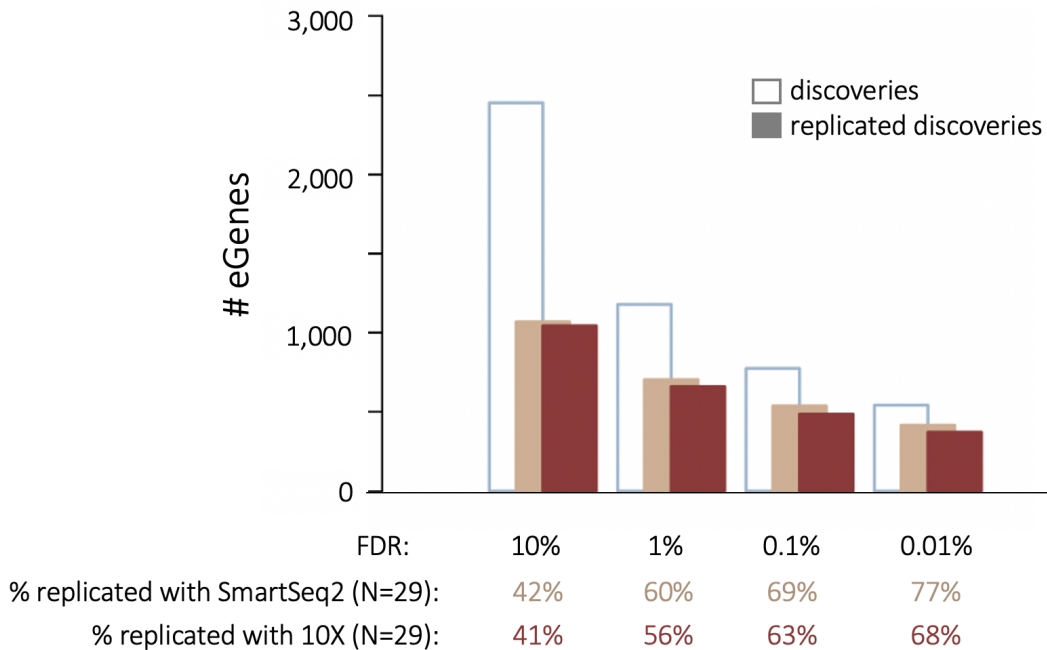 3,000
discoveries
replicated discoveries
2,000
# eGenes
1,000
0
FDR: 10% 1% 0.1% 0.01%
% replicated with SmartSeq2 (N=29): 42% 60% 69% 77%
% replicated with 10X (N=29): 41% 56% 63% 68%